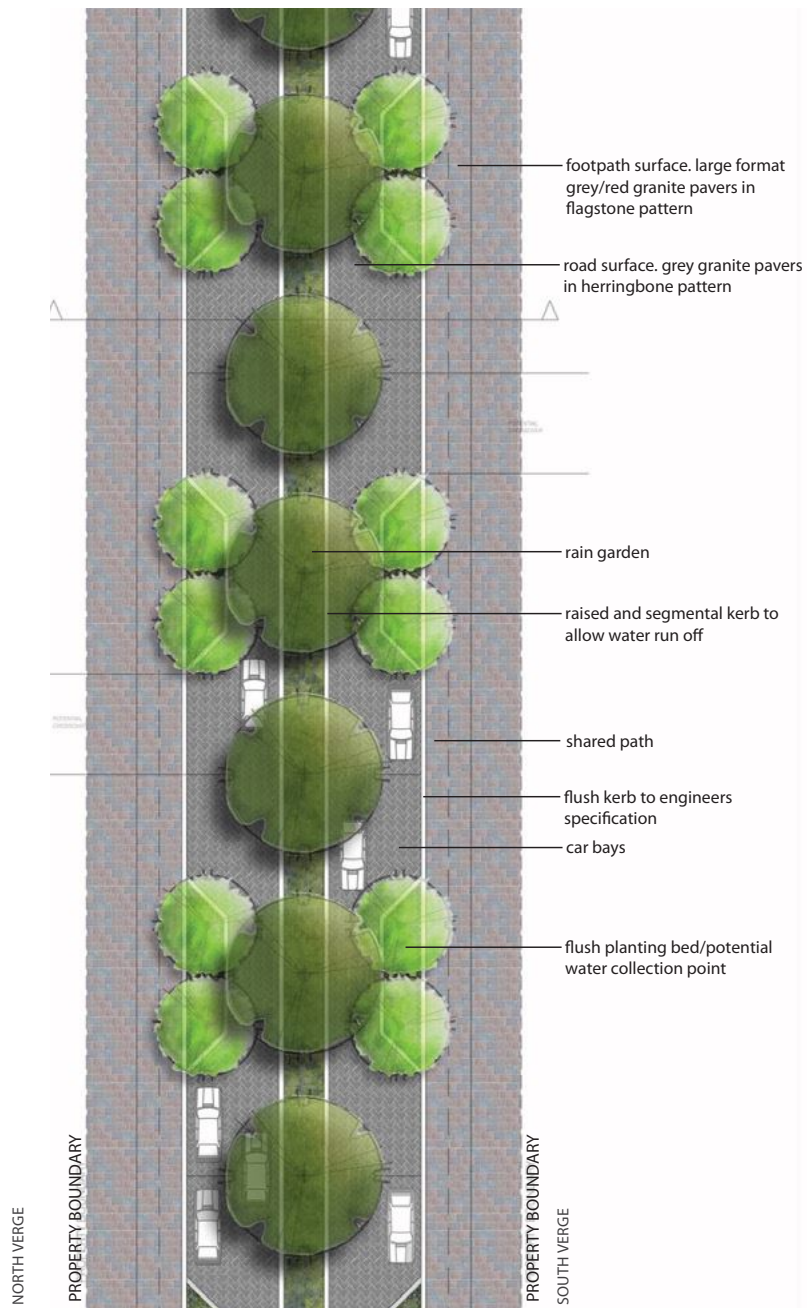 footpath surface. large format
grey/red granite pavers in
flagstone pattern
road surface. grey granite pavers
in herringbone pattern
rain garden
raised and segmental kerb to
allow water run off
shared path
flush kerb to engineers
specification
car bays
flush planting bed/potential
water collection point
NORTH VERGE
PROPERTY BOUNDARY
PROPERTY BOUNDARY
SOUTH VERGE